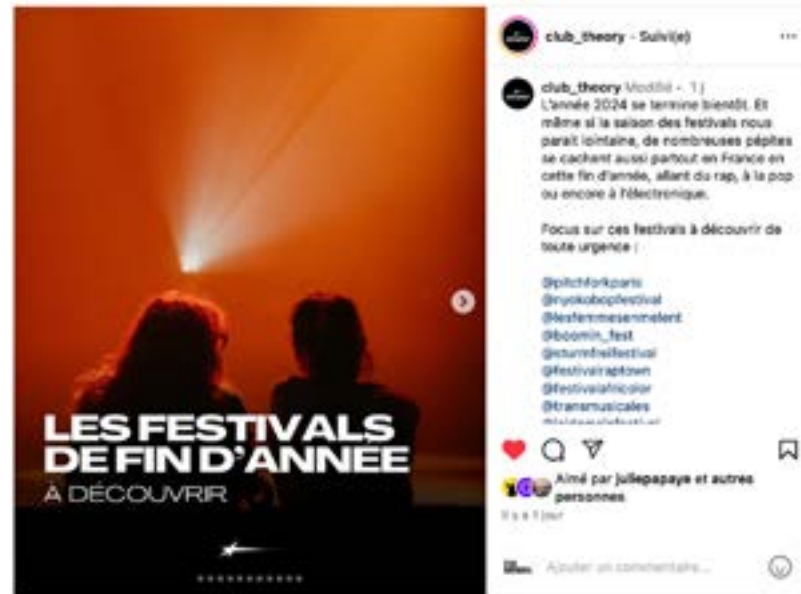 LES FESTIVALS
DE FIN D'ANNÉE
À DÉCOUVRIR
club_theory · Suivi(e)
club_theory Modifié · 1 j
L'année 2024 se termine bientôt. Et
même si la saison des festivals nous
parait lointaine, de nombreuses pépites
se cachent aussi partout en France en
cette fin d'année, allant du rap, à la pop
ou encore à l'électronique.
Focus sur ces festivals à découvrir de
toute urgence :
@pitchforkparis
@nyokobopfestival
@lesfemmessenmelent
@boomin_fest
@sturmfreifestival
@festivalraptown
@festivalafricolor
@transmusicales
Aimé par juliepapaye et autres
personnes
Il y a 1 jour
Ajouter un commentaire...